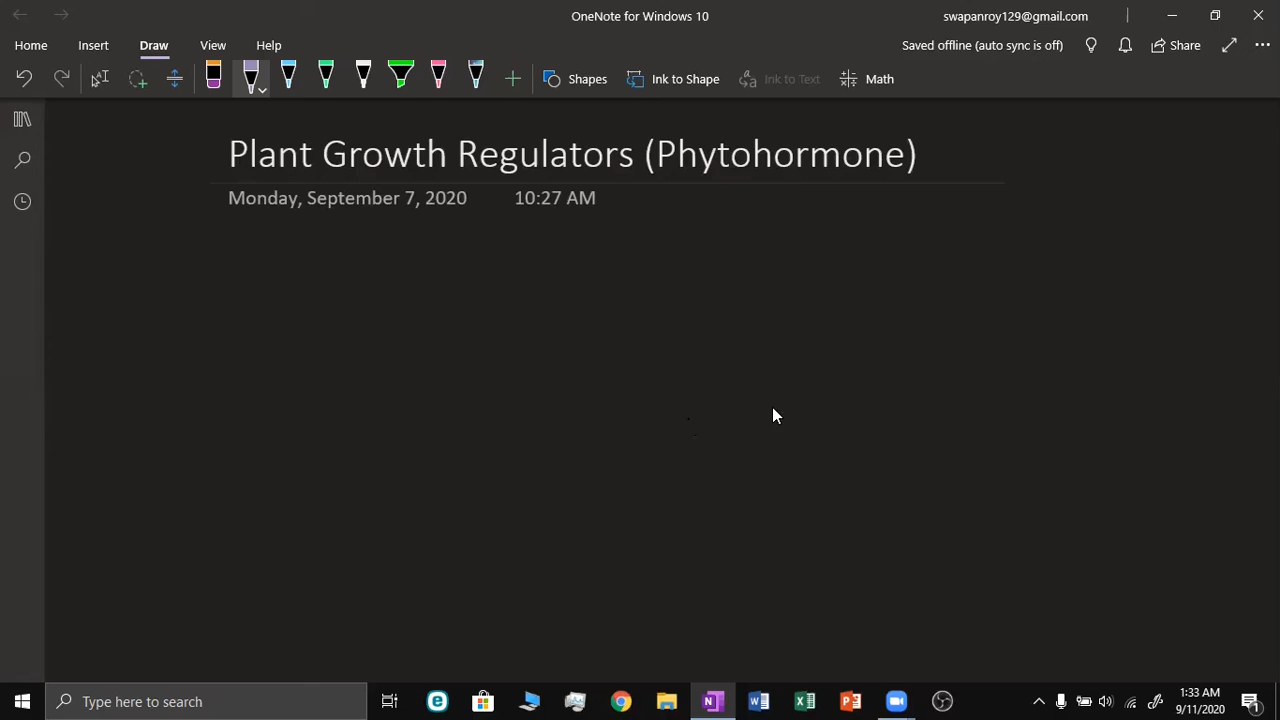 OneNote for Windows 10
swapanroy129@gmail.com
Home Insert Draw View Help
Saved offline (auto sync is off)
Share
Shapes
Ink to Shape
Ink to Text
Math
Plant Growth Regulators (Phytohormone)
Monday, September 7, 2020 10:27 AM
Type here to search
:33 AM
9/11/2020